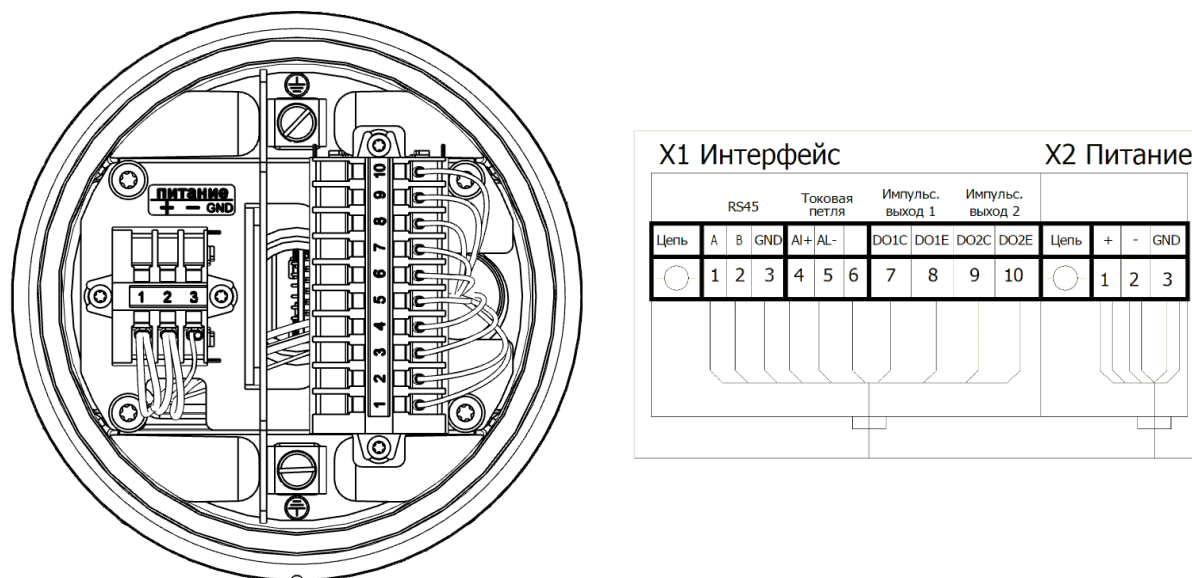 питание
+ − GND
1 2 3
10
9
8
7
6
5
4
3
2
1
X1 Интерфейс
X2 Питание
RS45
Токовая
петля
Импульс.
выход 1
Импульс.
выход 2
Цепь A B GND AI+ AL- DO1C DO1E DO2C DO2E Цепь + - GND
1 2 3 4 5 6 7 8 9 10 1 2 3